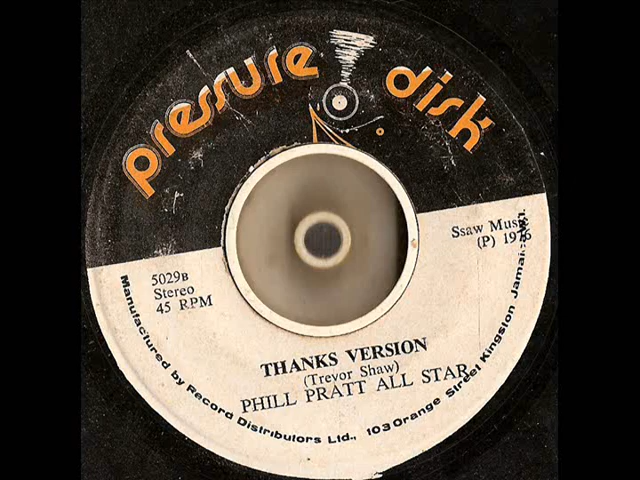 pressure disk
Ssaw Music
(P) 1976
5029B
Stereo
45 RPM
THANKS VERSION
(Trevor Shaw)
PHILL PRATT ALL STAR
Manufactured by Record Distributors Ltd., 103 Orange Street Kingston Jamaica W.I.